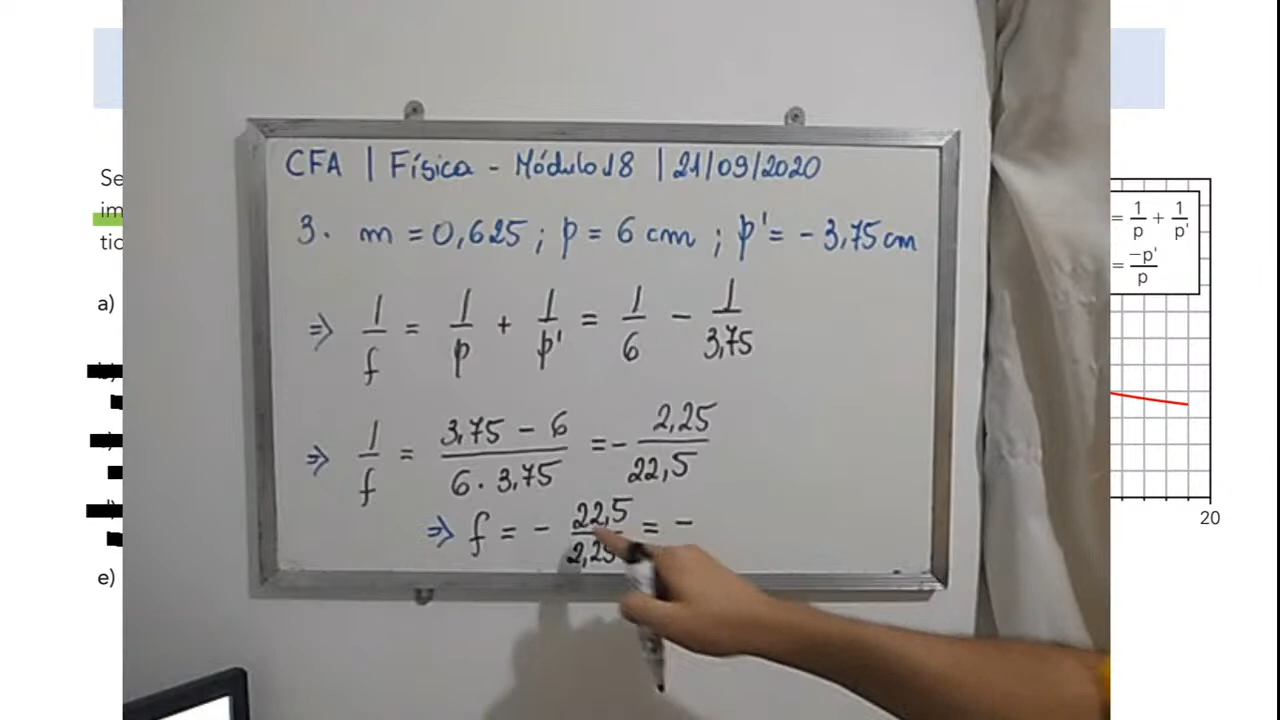 CFA | Física - Módulo 18 | 21/09/2020
3. m = 0,625 ; p = 6 cm ; p' = - 3,75 cm
⇒ 1/f = 1/p + 1/p' = 1/6 - 1/3,75
⇒ 1/f = (3,75 - 6)/(6 · 3,75) = - 2,25/22,5
⇒ f = - 22,5/2,25 = -
Se
im
tic
a)
e)
= 1/p + 1/p'
= -p'/p
20